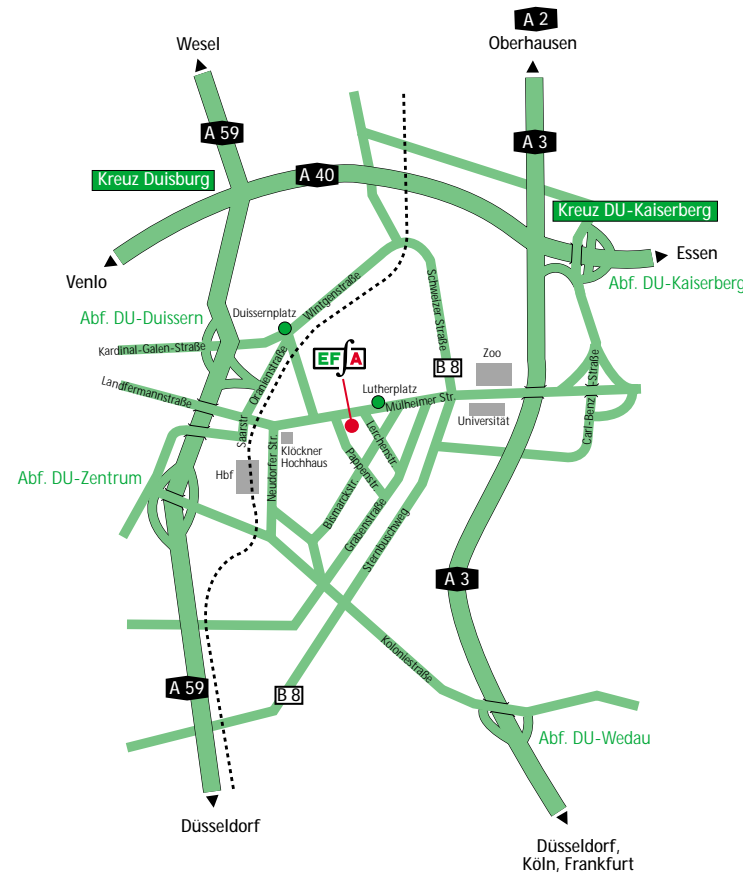 A 2
Oberhausen
Wesel
A 59
A 3
Kreuz Duisburg
A 40
Kreuz DU-Kaiserberg
Essen
Venlo
Abf. DU-Kaiserberg
Schweizer Straße
Wintgenstraße
Duissernplatz
Abf. DU-Duissern
Kardinal-Galen-Straße
Oranienstraße
EF∫A
B 8
Zoo
Landfermannstraße
Lutherplatz
Mülheimer Str.
Universität
Carl-Benz-Straße
Saarstr.
Neudorfer Str.
Klöckner
Hochhaus
Lerchenstr.
Pappenstr.
Hbf
Abf. DU-Zentrum
Bismarckstr.
Grabenstraße
Sternbuschweg
A 3
Koloniestraße
A 59
B 8
Abf. DU-Wedau
Düsseldorf
Düsseldorf,
Köln, Frankfurt